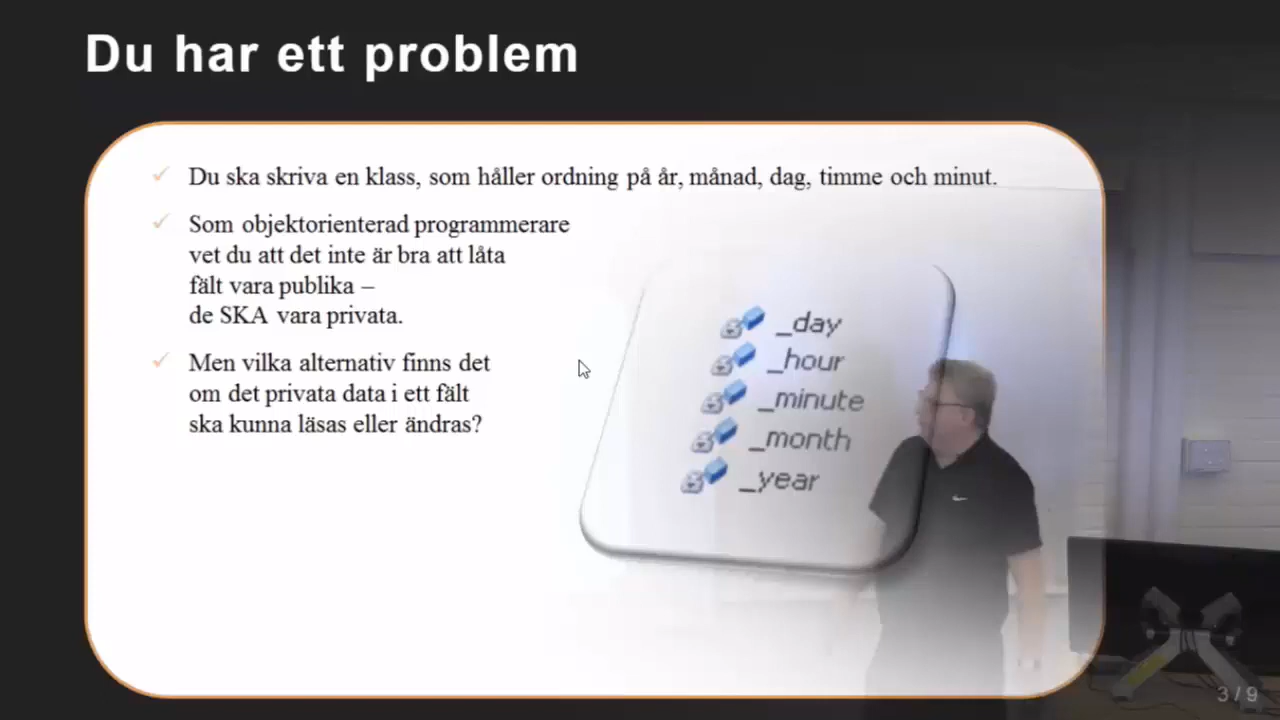 Du har ett problem
Du ska skriva en klass, som håller ordning på år, månad, dag, timme och minut.
Som objektorienterad programmerare
vet du att det inte är bra att låta
fält vara publika –
de SKA vara privata.
Men vilka alternativ finns det
om det privata data i ett fält
ska kunna läsas eller ändras?
_day
_hour
_minute
_month
_year
3 / 9